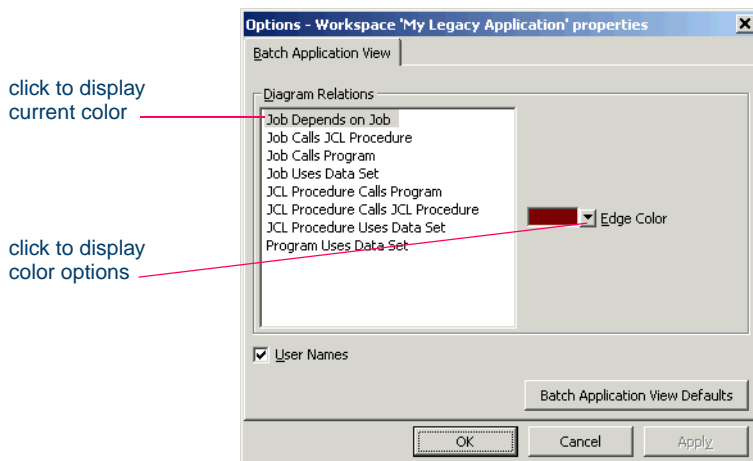 Options - Workspace 'My Legacy Application' properties
Batch Application View
click to display
current color
Diagram Relations
Job Depends on Job
Job Calls JCL Procedure
Job Calls Program
Job Uses Data Set
JCL Procedure Calls Program
JCL Procedure Calls JCL Procedure
JCL Procedure Uses Data Set
Program Uses Data Set
Edge Color
click to display
color options
User Names
Batch Application View Defaults
OK
Cancel
Apply